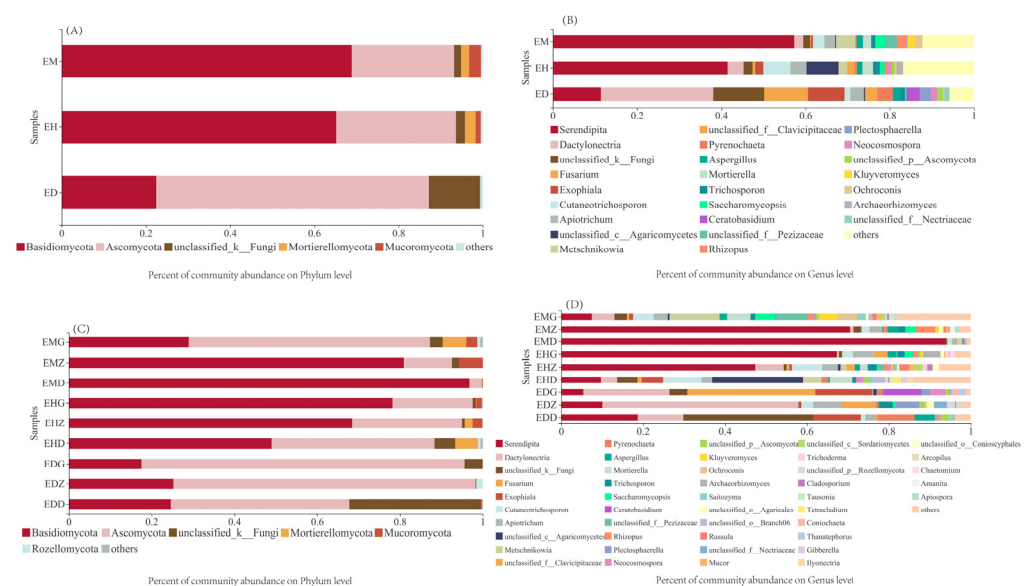 (A)
EM
EH
ED
Samples
0 0.2 0.4 0.6 0.8 1
Basidiomycota Ascomycota unclassified_k__Fungi Mortierellomycota Mucoromycota others
Percent of community abundance on Phylum level
(B)
EM
EH
ED
Samples
0 0.2 0.4 0.6 0.8 1
Serendipita unclassified_f__Clavicipitaceae Plectosphaerella
Dactylonectria Pyrenochaeta Neocosmospora
unclassified_k__Fungi Aspergillus unclassified_p__Ascomycota
Fusarium Mortierella Kluyveromyces
Exophiala Trichosporon Ochroconis
Cutaneotrichosporon Saccharomycopsis Archaeorhizomyces
Apiotrichum Ceratobasidium unclassified_f__Nectriaceae
unclassified_c__Agaricomycetes unclassified_f__Pezizaceae others
Metschnikowia Rhizopus
Percent of community abundance on Genus level
(C)
EMG
EMZ
EMD
EHG
EHZ
EHD
EDG
EDZ
EDD
Samples
0 0.2 0.4 0.6 0.8 1
Basidiomycota Ascomycota unclassified_k__Fungi Mortierellomycota Mucoromycota
Rozellomycota others
Percent of community abundance on Phylum level
(D)
EMG
EMZ
EMD
EHG
EHZ
EHD
EDG
EDZ
EDD
Samples
0 0.2 0.4 0.6 0.8 1
Serendipita Pyrenochaeta unclassified_p__Ascomycota unclassified_c__Sordariomycetes unclassified_o__Conioscyphales
Dactylonectria Aspergillus Kluyveromyces Trichoderma Arcopilus
unclassified_k__Fungi Mortierella Ochroconis unclassified_p__Rozellomycota Chaetomium
Fusarium Trichosporon Archaeorhizomyces Cladosporium Amanita
Exophiala Saccharomycopsis Saitozyma Tausonia Apiospora
Cutaneotrichosporon Ceratobasidium unclassified_o__Agaricales Tetracladium others
Apiotrichum unclassified_f__Pezizaceae unclassified_o__Branch06 Coniochaeta
unclassified_c__Agaricomycetes Rhizopus Russula Thanatephorus
Metschnikowia Plectosphaerella unclassified_f__Nectriaceae Gibberella
unclassified_f__Clavicipitaceae Neocosmospora Mucor Ilyonectria
Percent of community abundance on Genus level